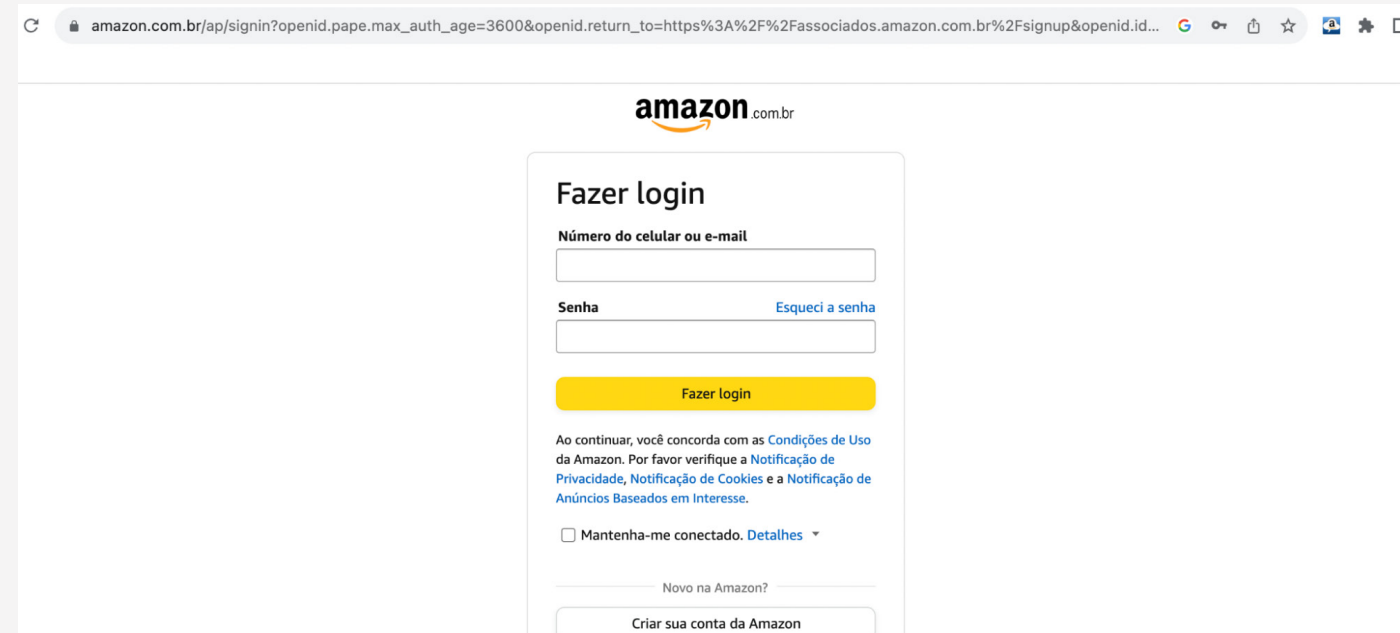 amazon.com.br/ap/signin?openid.pape.max_auth_age=3600&openid.return_to=https%3A%2F%2Fassociados.amazon.com.br%2Fsignup&openid.id...
amazon.com.br
Fazer login
Número do celular ou e-mail
Senha Esqueci a senha
Fazer login
Ao continuar, você concorda com as Condições de Uso
da Amazon. Por favor verifique a Notificação de
Privacidade, Notificação de Cookies e a Notificação de
Anúncios Baseados em Interesse.
Mantenha-me conectado. Detalhes
Novo na Amazon?
Criar sua conta da Amazon